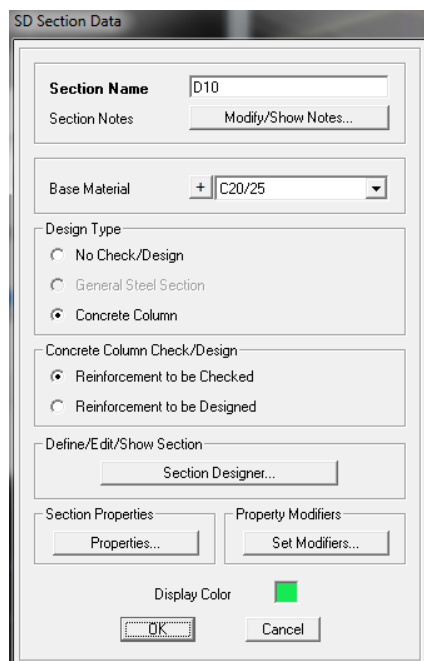 SD Section Data
Section Name D10
Section Notes Modify/Show Notes...
Base Material + C20/25
Design Type
No Check/Design
General Steel Section
Concrete Column
Concrete Column Check/Design
Reinforcement to be Checked
Reinforcement to be Designed
Define/Edit/Show Section
Section Designer...
Section Properties Property Modifiers
Properties... Set Modifiers...
Display Color
OK Cancel